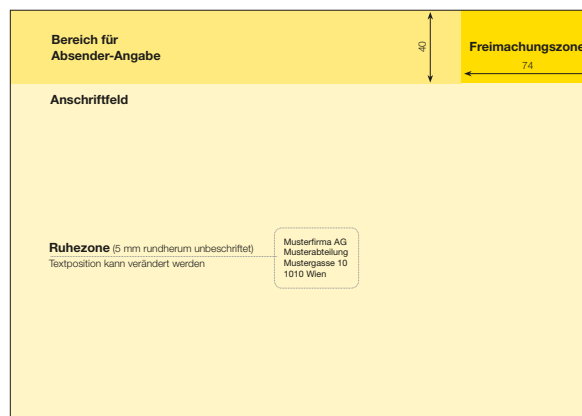 Bereich für
Absender-Angabe
40
Freimachungszone
74
Anschriftfeld
Ruhezone (5 mm rundherum unbeschriftet)
Textposition kann verändert werden
Musterfirma AG
Musterabteilung
Mustergasse 10
1010 Wien